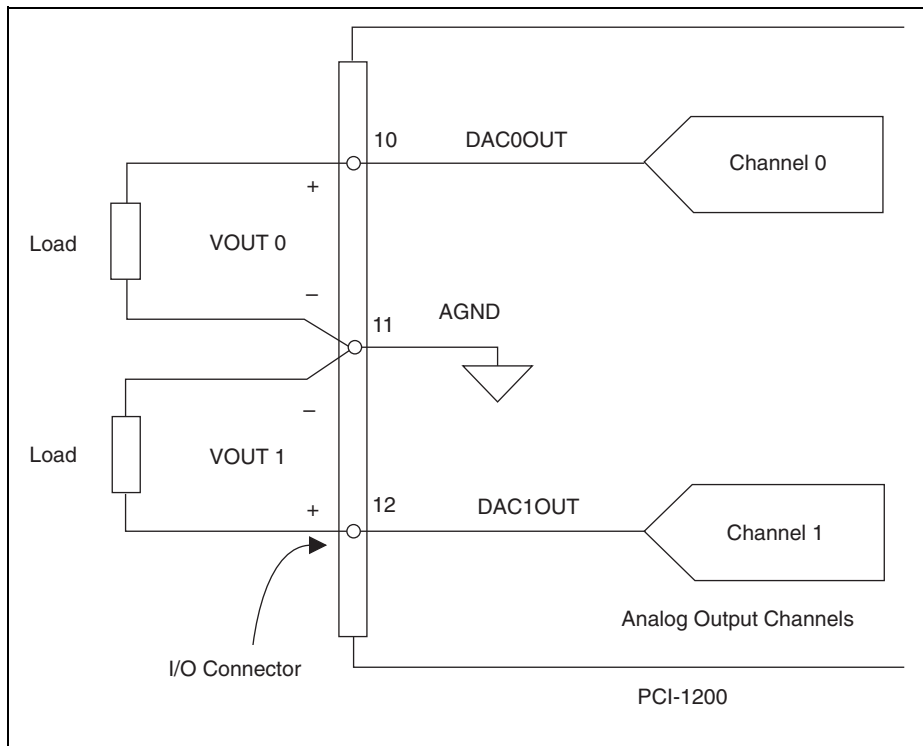 10
DAC0OUT
Channel 0
+
Load
VOUT 0
–
11
AGND
–
Load
VOUT 1
+
12
DAC1OUT
Channel 1
Analog Output Channels
I/O Connector
PCI-1200